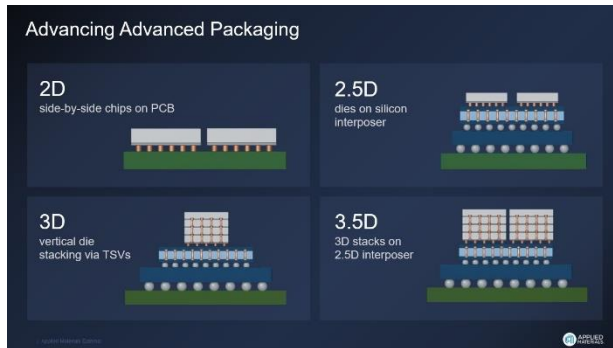 Advancing Advanced Packaging
2D
side-by-side chips on PCB
2.5D
dies on silicon
interposer
3D
vertical die
stacking via TSVs
3.5D
3D stacks on
2.5D interposer
APPLIED
MATERIALS